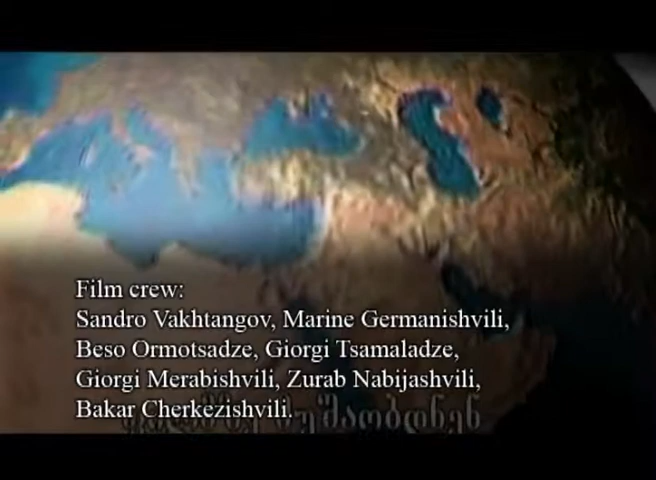 Film crew:
Sandro Vakhtangov, Marine Germanishvili,
Beso Ormotsadze, Giorgi Tsamaladze,
Giorgi Merabishvili, Zurab Nabijashvili,
Bakar Cherkezishvili.